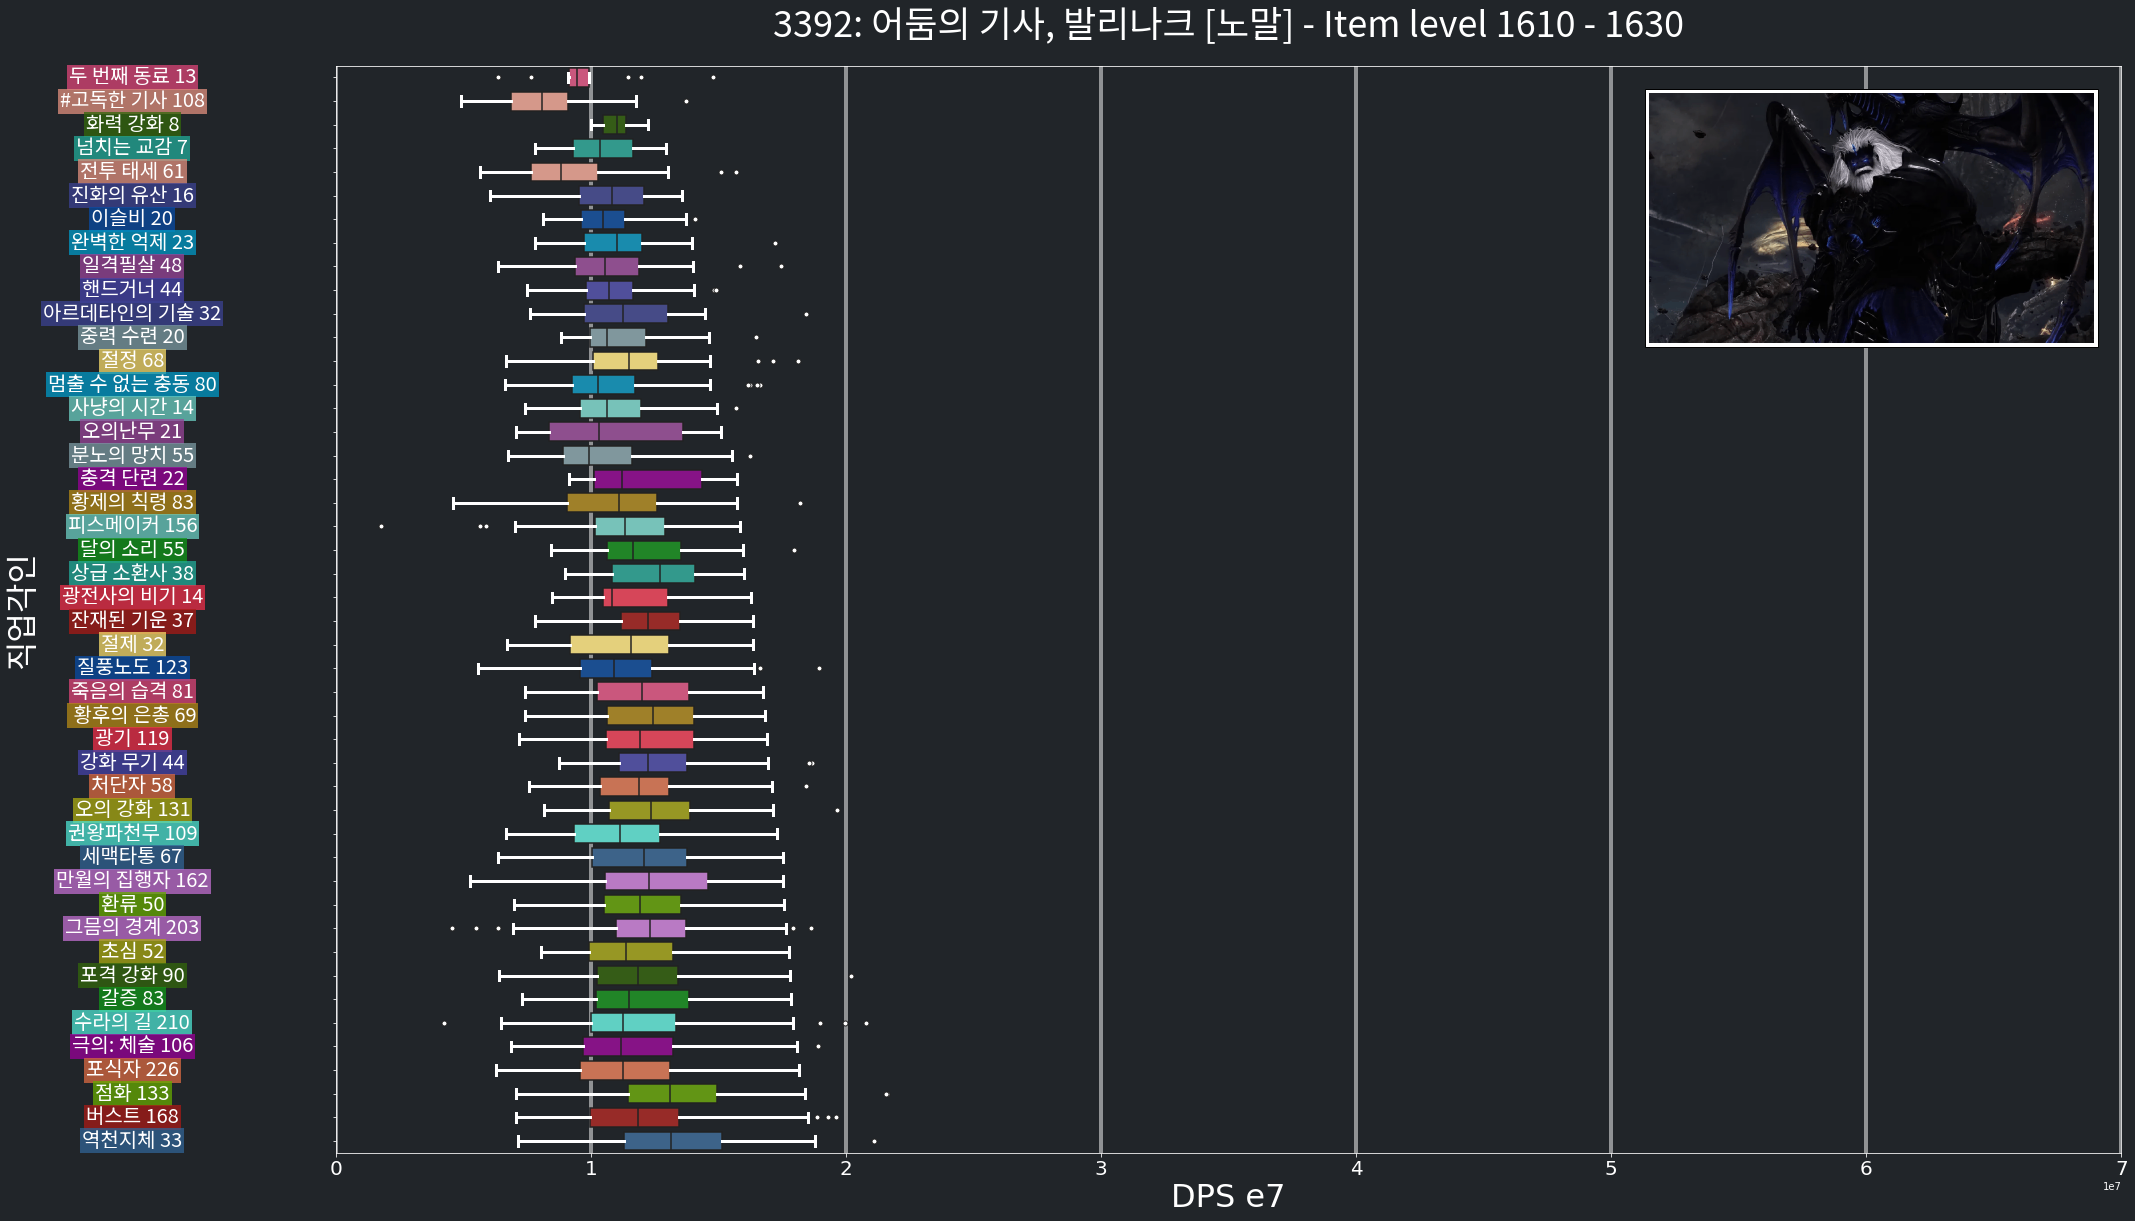 3392: 어둠의 기사, 발리나크 [노말] - Item level 1610 - 1630
직업각인
두 번째 동료 13
#고독한 기사 108
화력 강화 8
넘치는 교감 7
전투 태세 61
진화의 유산 16
이슬비 20
완벽한 억제 23
일격필살 48
핸드거너 44
아르데타인의 기술 32
중력 수련 20
절정 68
멈출 수 없는 충동 80
사냥의 시간 14
오의난무 21
분노의 망치 55
충격 단련 22
황제의 칙령 83
피스메이커 156
달의 소리 55
상급 소환사 38
광전사의 비기 14
잔재된 기운 37
절제 32
질풍노도 123
죽음의 습격 81
황후의 은총 69
광기 119
강화 무기 44
처단자 58
오의 강화 131
권왕파천무 109
세맥타통 67
만월의 집행자 162
환류 50
그믐의 경계 203
초심 52
포격 강화 90
갈증 83
수라의 길 210
극의: 체술 106
포식자 226
점화 133
버스트 168
역천지체 33
0 1 2 3 4 5 6 7
1e7
DPS e7